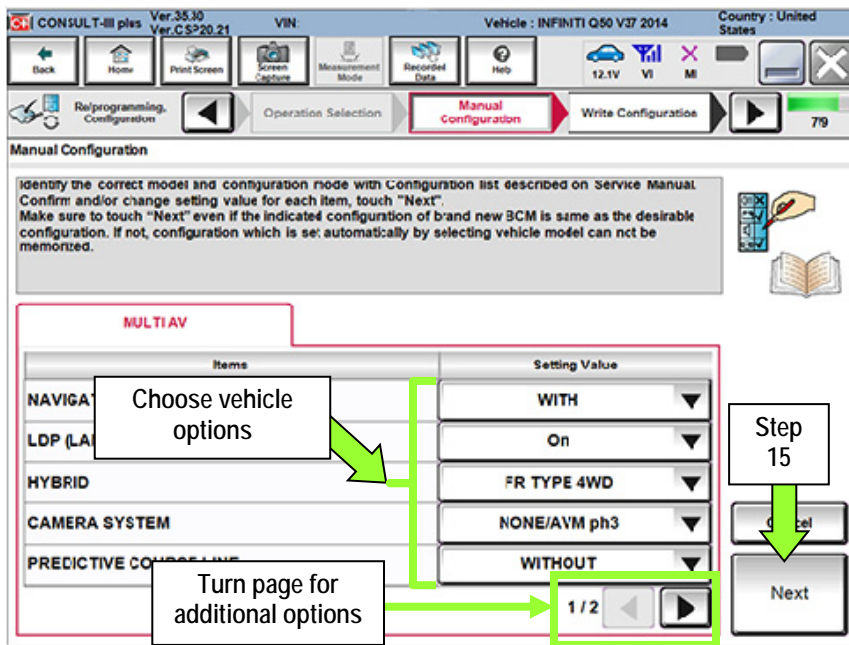 CONSULT-III plus Ver.35.30
Ver.CSP20.21
VIN:
Vehicle : INFINITI Q50 V37 2014
Country : United
States
Back
Home
Print Screen
Screen
Capture
Measurement
Mode
Recorded
Data
Help
12.1V
VI
MI
Re/programming,
Configuration
Operation Selection
Manual
Configuration
Write Configuration
7/9
Manual Configuration
Identify the correct model and configuration mode with Configuration list described on Service Manual.
Confirm and/or change setting value for each item, touch "Next".
Make sure to touch "Next" even if the indicated configuration of brand new BCM is same as the desirable
configuration. If not, configuration which is set automatically by selecting vehicle model can not be
memorized.
MULTI AV
Items
Setting Value
WITH
Choose vehicle
options
LDP
On
HYBRID
FR TYPE 4WD
CAMERA SYSTEM
NONE/AVM ph3
PREDICTIVE COURSE LINE
WITHOUT
Step
15
Turn page for
additional options
1 / 2
Next